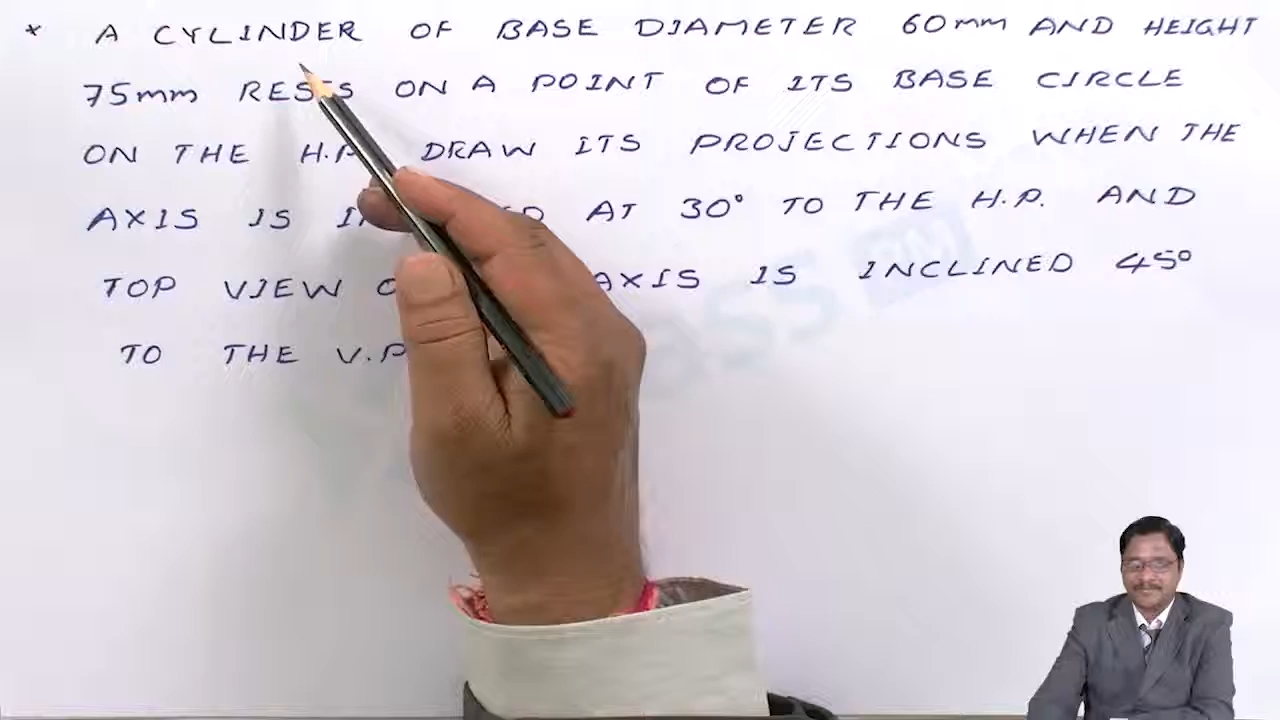 * A CYLINDER OF BASE DIAMETER 60mm AND HEIGHT
75mm RESTS ON A POINT OF ITS BASE CIRCLE
ON THE H.P. DRAW ITS PROJECTIONS WHEN THE
AXIS IS AT 30° TO THE H.P. AND
TOP VIEW AXIS IS INCLINED 45°
TO THE V.P